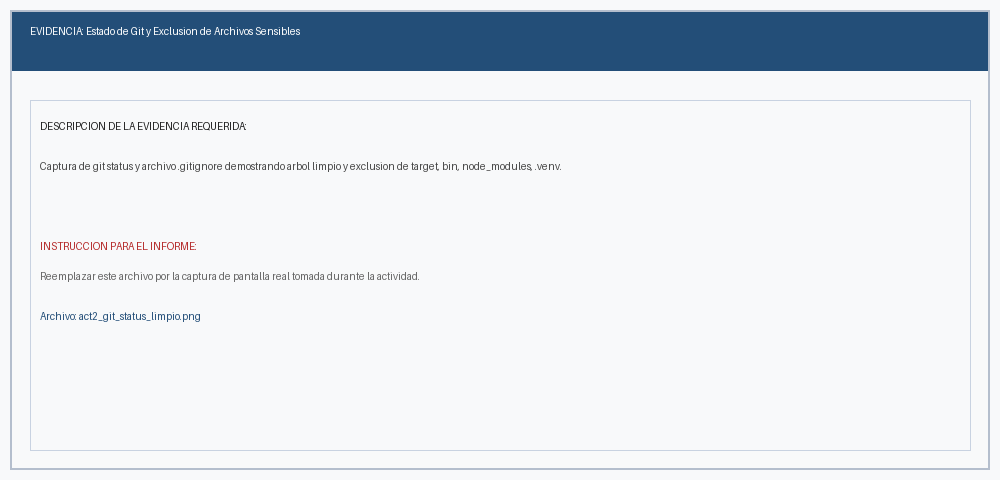 EVIDENCIA: Estado de Git y Exclusion de Archivos Sensibles
DESCRIPCION DE LA EVIDENCIA REQUERIDA:
Captura de git status y archivo .gitignore demostrando arbol limpio y exclusion de target, bin, node_modules, .venv.
INSTRUCCION PARA EL INFORME:
Reemplazar este archivo por la captura de pantalla real tomada durante la actividad.
Archivo: act2_git_status_limpio.png